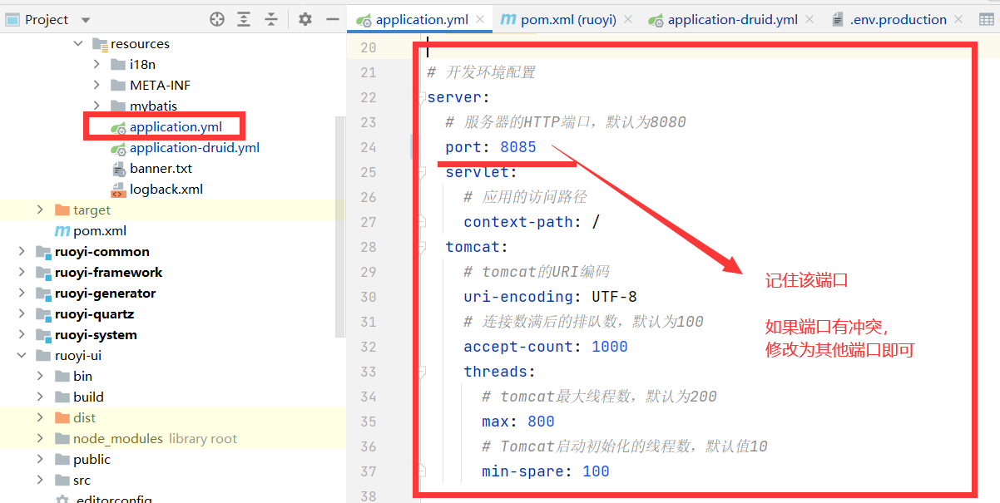 Project
application.yml
pom.xml (ruoyi)
application-druid.yml
.env.production
resources
i18n
META-INF
mybatis
application.yml
application-druid.yml
banner.txt
logback.xml
target
pom.xml
ruoyi-common
ruoyi-framework
ruoyi-generator
ruoyi-quartz
ruoyi-system
ruoyi-ui
bin
build
dist
node_modules library root
public
src
.editorconfig
20
21 # 开发环境配置
22 server:
23 # 服务器的HTTP端口，默认为8080
24 port: 8085
25 servlet:
26 # 应用的访问路径
27 context-path: /
28 tomcat:
29 # tomcat的URI编码
30 uri-encoding: UTF-8
31 # 连接数满后的排队数，默认为100
32 accept-count: 1000
33 threads:
34 # tomcat最大线程数，默认为200
35 max: 800
36 # Tomcat启动初始化的线程数，默认值10
37 min-spare: 100
38
记住该端口
如果端口有冲突，
修改为其他端口即可